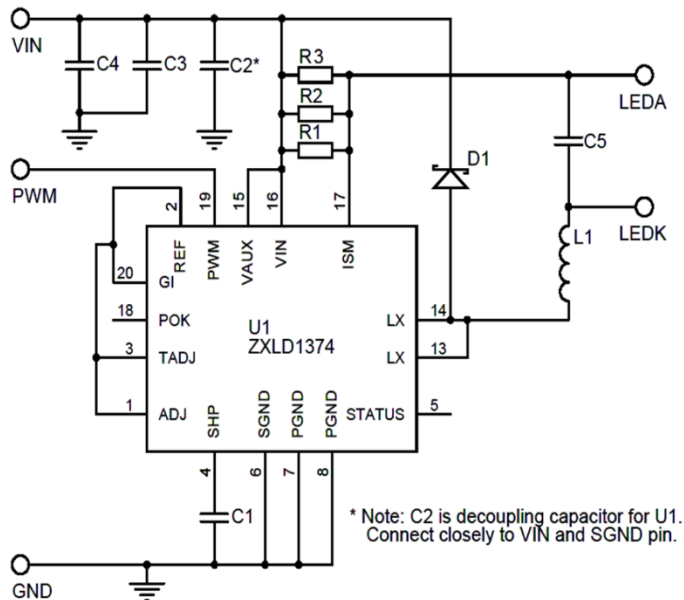 VIN
C4
C3
C2*
R3
R2
R1
D1
LEDA
C5
LEDK
L1
PWM
2
19
15
16
17
REF
PWM
VAUX
VIN
ISM
20
GI
18
POK
3
TADJ
1
ADJ
U1
ZXLD1374
LX
14
LX
13
STATUS
5
SHP
SGND
PGND
PGND
4
6
7
8
C1
* Note: C2 is decoupling capacitor for U1.
Connect closely to VIN and SGND pin.
GND